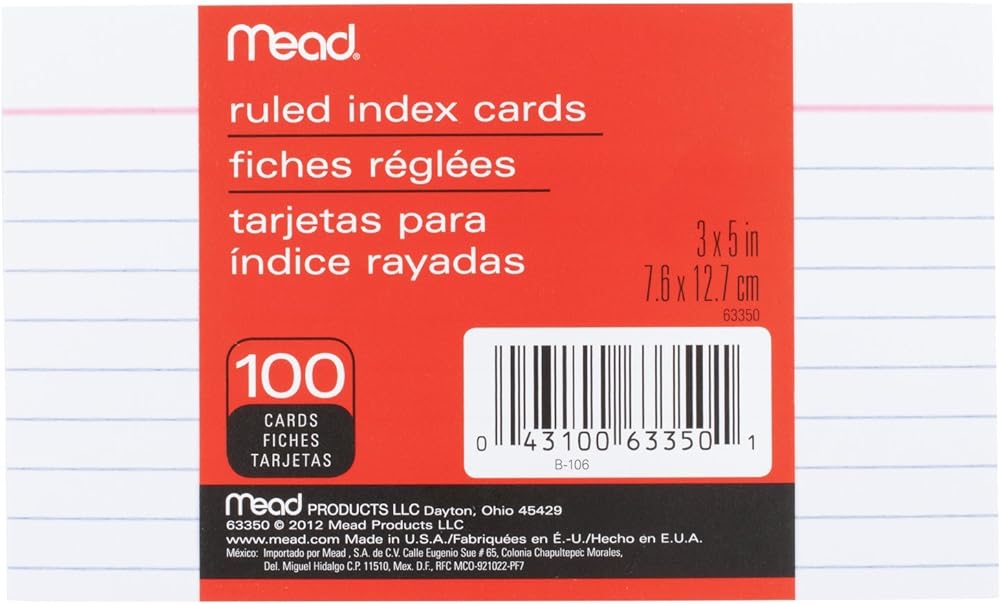 Mead®
ruled index cards
fiches réglées
tarjetas para
índice rayadas
3 x 5 in
7.6 x 12.7 cm
63350
100
CARDS
FICHES
TARJETAS
0 43100 63350 1
B-106
Mead PRODUCTS LLC Dayton, Ohio 45429
63350 © 2012 Mead Products LLC
www.mead.com Made in U.S.A./Fabriquées en É.-U./Hecho en E.U.A.
México: Importado por Mead, S.A. de C.V. Calle Eugenio Sue # 65, Colonia Chapultepec Morales,
Del. Miguel Hidalgo C.P. 11510, Mex. D.F., RFC MCO-921022-PF7